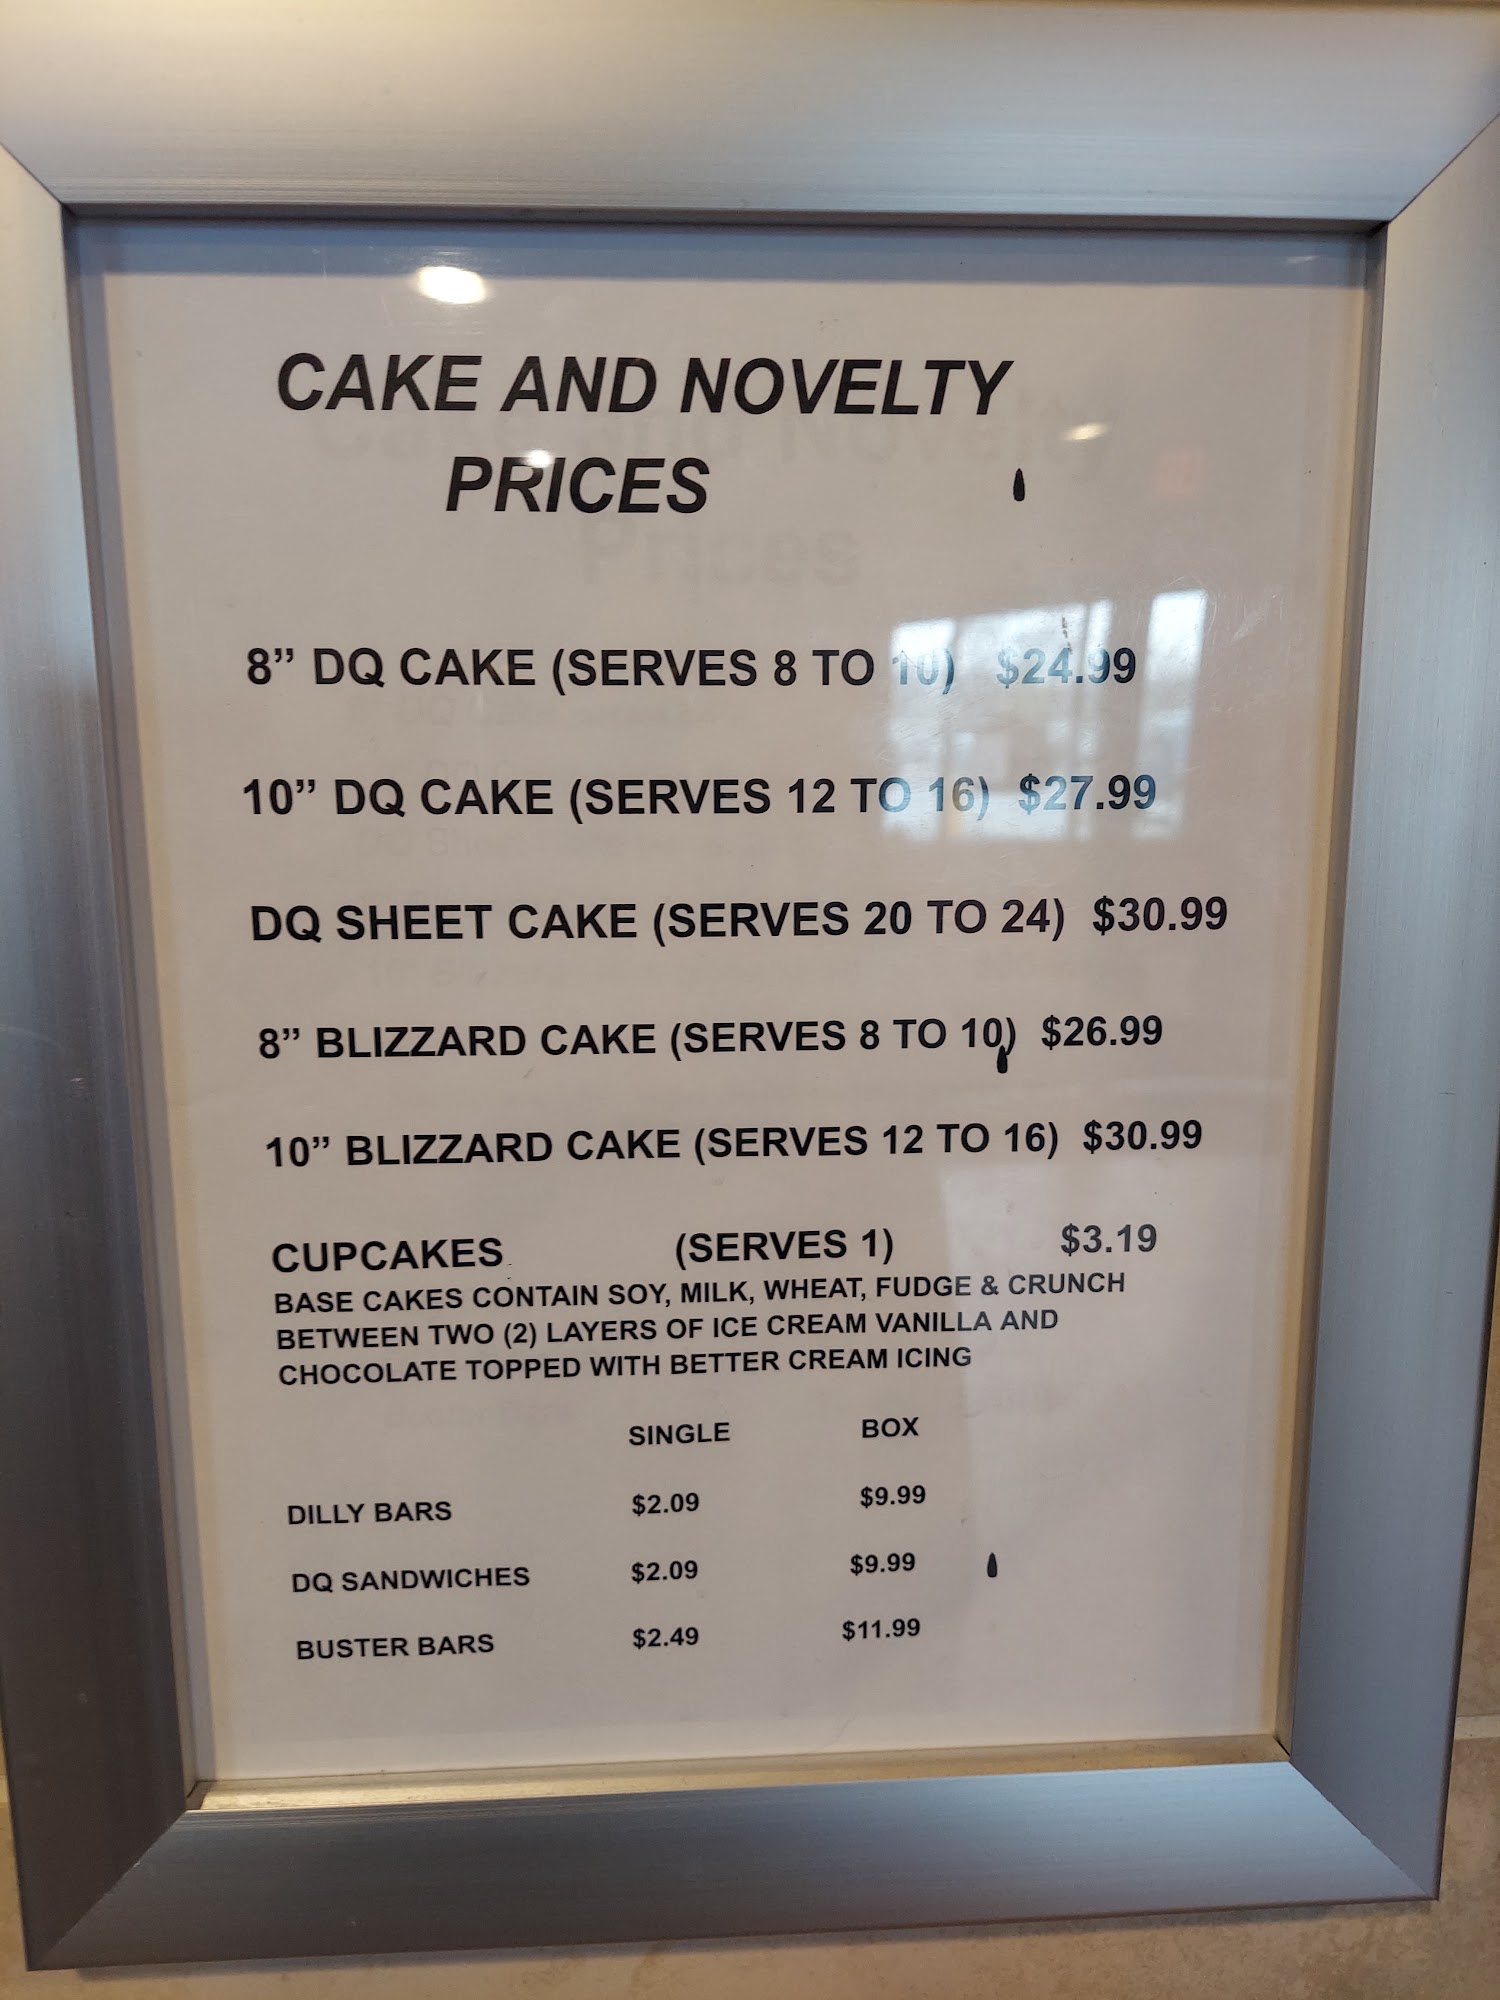 CAKE AND NOVELTY
PRICES
8” DQ CAKE (SERVES 8 TO 10) $24.99
10” DQ CAKE (SERVES 12 TO 16) $27.99
DQ SHEET CAKE (SERVES 20 TO 24) $30.99
8” BLIZZARD CAKE (SERVES 8 TO 10) $26.99
10” BLIZZARD CAKE (SERVES 12 TO 16) $30.99
CUPCAKES (SERVES 1) $3.19
BASE CAKES CONTAIN SOY, MILK, WHEAT, FUDGE & CRUNCH
BETWEEN TWO (2) LAYERS OF ICE CREAM VANILLA AND
CHOCOLATE TOPPED WITH BETTER CREAM ICING
SINGLE BOX
DILLY BARS $2.09 $9.99
DQ SANDWICHES $2.09 $9.99
BUSTER BARS $2.49 $11.99